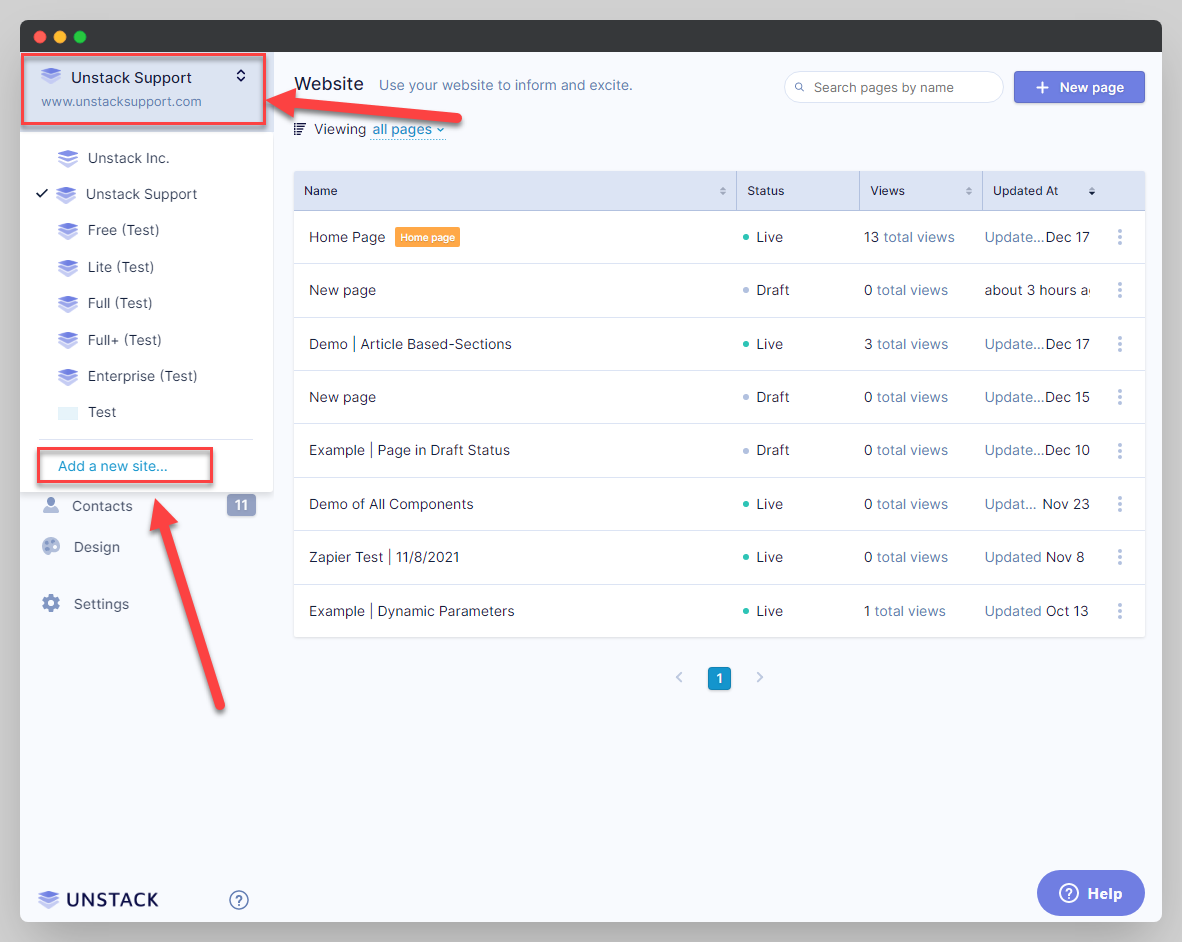 Unstack Support
www.unstacksupport.com
Unstack Inc.
Unstack Support
Free (Test)
Lite (Test)
Full (Test)
Full+ (Test)
Enterprise (Test)
Test
Add a new site...
Contacts 11
Design
Settings
UNSTACK ?
Website Use your website to inform and excite.
Search pages by name
+ New page
Viewing all pages
Name Status Views Updated At
Home Page Home page Live 13 total views Update...Dec 17
New page Draft 0 total views about 3 hours a
Demo | Article Based-Sections Live 3 total views Update...Dec 17
New page Draft 0 total views Update...Dec 15
Example | Page in Draft Status Draft 0 total views Update...Dec 10
Demo of All Components Live 0 total views Updat... Nov 23
Zapier Test | 11/8/2021 Live 0 total views Updated Nov 8
Example | Dynamic Parameters Live 1 total views Updated Oct 13
1
? Help